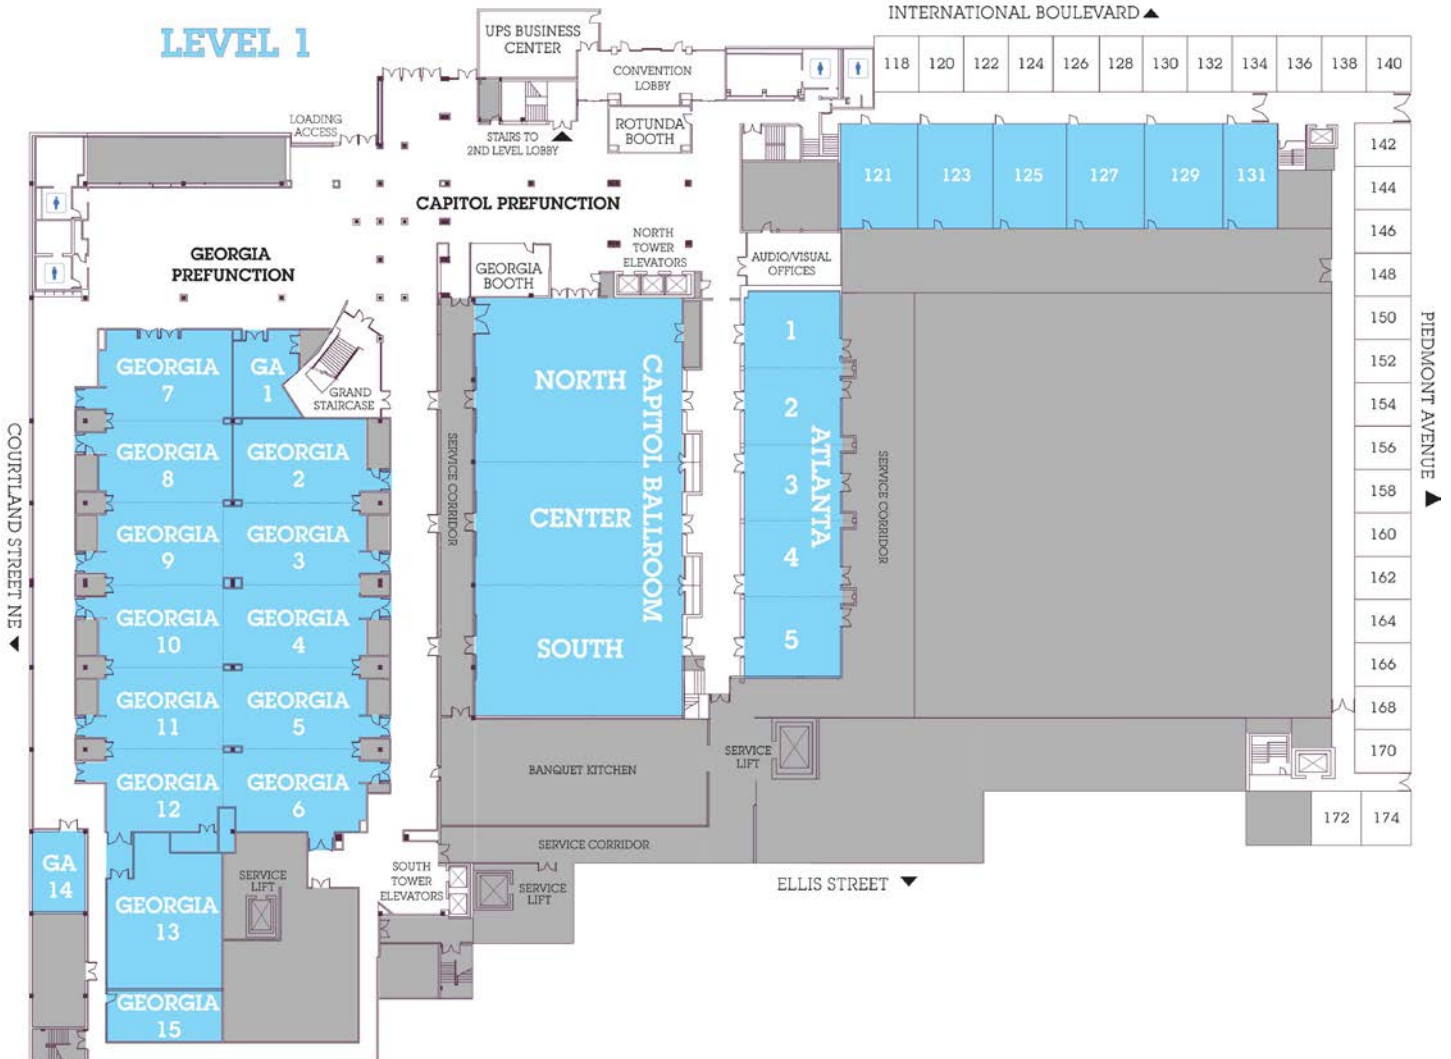 LEVEL 1
INTERNATIONAL BOULEVARD
UPS BUSINESS
CENTER
CONVENTION
LOBBY
118
120
122
124
126
128
130
132
134
136
138
140
LOADING
ACCESS
STAIRS TO
2ND LEVEL LOBBY
ROTUNDA
BOOTH
121
123
125
127
129
131
142
144
146
148
150
152
154
156
158
160
162
164
166
168
170
172
174
PIEDMONT AVENUE
CAPITOL PREFUNCTION
GEORGIA
PREFUNCTION
GEORGIA
BOOTH
NORTH
TOWER
ELEVATORS
AUDIO/VISUAL
OFFICES
GEORGIA
7
GA
1
GRAND
STAIRCASE
GEORGIA
8
GEORGIA
2
GEORGIA
9
GEORGIA
3
GEORGIA
10
GEORGIA
4
GEORGIA
11
GEORGIA
5
GEORGIA
12
GEORGIA
6
COURTLAND STREET NE
SERVICE CORRIDOR
NORTH
CENTER
SOUTH
CAPITOL BALLROOM
1
2
3
4
5
ATLANTA
SERVICE CORRIDOR
BANQUET KITCHEN
SERVICE
LIFT
SERVICE CORRIDOR
GA
14
GEORGIA
13
SERVICE
LIFT
SOUTH
TOWER
ELEVATORS
SERVICE
LIFT
ELLIS STREET
GEORGIA
15